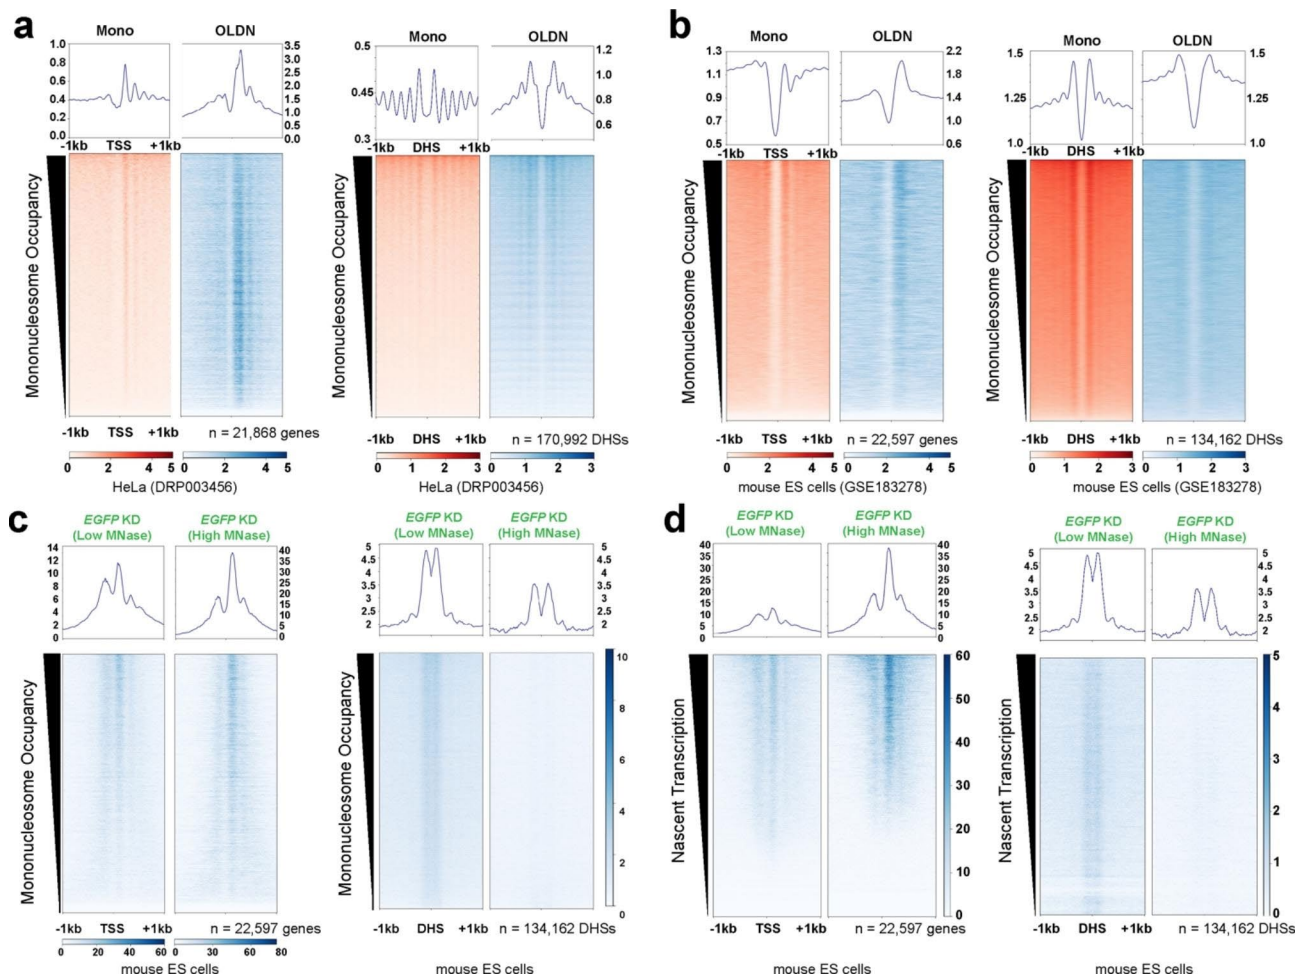 a
Mono
OLDN
1.0
0.8
0.6
0.4
0.2
0.0
3.5
3.0
2.5
2.0
1.5
1.0
0.5
0.0
-1kb TSS +1kb
Mononucleosome Occupancy
-1kb TSS +1kb
n = 21,868 genes
0 2 4 5
0 2 4 5
HeLa (DRP003456)
Mono
OLDN
0.5
0.45
0.3
1.2
1.0
0.8
0.6
-1kb DHS +1kb
Mononucleosome Occupancy
-1kb DHS +1kb
n = 170,992 DHSs
0 1 2 3
0 1 2 3
HeLa (DRP003456)
b
Mono
OLDN
1.3
1.1
0.9
0.7
0.5
2.2
1.8
1.4
1.0
0.6
-1kb TSS +1kb
Mononucleosome Occupancy
-1kb TSS +1kb
n = 22,597 genes
0 2 4 5
0 2 4 5
mouse ES cells (GSE183278)
Mono
OLDN
1.5
1.25
1.0
1.5
1.25
1.0
-1kb DHS +1kb
Mononucleosome Occupancy
-1kb DHS +1kb
n = 134,162 DHSs
0 1 2 3
0 1 2 3
mouse ES cells (GSE183278)
c
EGFP KD
(Low MNase)
EGFP KD
(High MNase)
14
12
10
8
6
4
2
0
40
35
30
25
20
15
10
5
0
Mononucleosome Occupancy
-1kb TSS +1kb
n = 22,597 genes
0 20 40 60
0 20 40 60 80
mouse ES cells
EGFP KD
(Low MNase)
EGFP KD
(High MNase)
5
4.5
4
3.5
3
2.5
2
5
4.5
4
3.5
3
2.5
2
Mononucleosome Occupancy
10
8
6
4
2
0
-1kb DHS +1kb
n = 134,162 DHSs
d
EGFP KD
(Low MNase)
EGFP KD
(High MNase)
40
35
30
25
20
15
10
5
0
40
35
30
25
20
15
10
5
0
Nascent Transcription
60
50
40
30
20
10
0
-1kb TSS +1kb
n = 22,597 genes
EGFP KD
(Low MNase)
EGFP KD
(High MNase)
5
4.5
4
3.5
3
2.5
2
5
4.5
4
3.5
3
2.5
2
Nascent Transcription
5
4
3
2
1
0
-1kb DHS +1kb
n = 134,162 DHSs
mouse ES cells